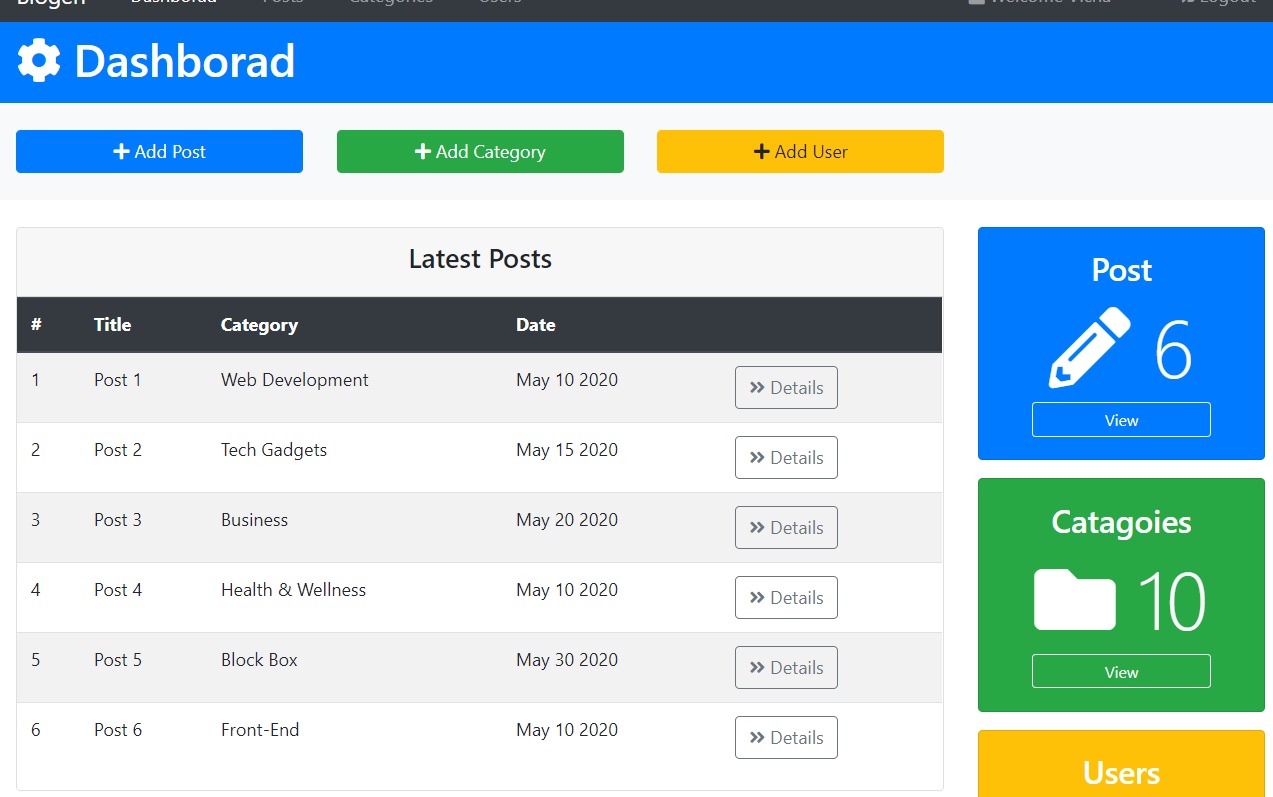 Blogen Dashborad Posts Categories Users Welcome Logout
Dashborad
Add Post Add Category Add User
Latest Posts
# Title Category Date
1 Post 1 Web Development May 10 2020 Details
2 Post 2 Tech Gadgets May 15 2020 Details
3 Post 3 Business May 20 2020 Details
4 Post 4 Health & Wellness May 10 2020 Details
5 Post 5 Block Box May 30 2020 Details
6 Post 6 Front-End May 10 2020 Details
Post
6
View
Catagoies
10
View
Users